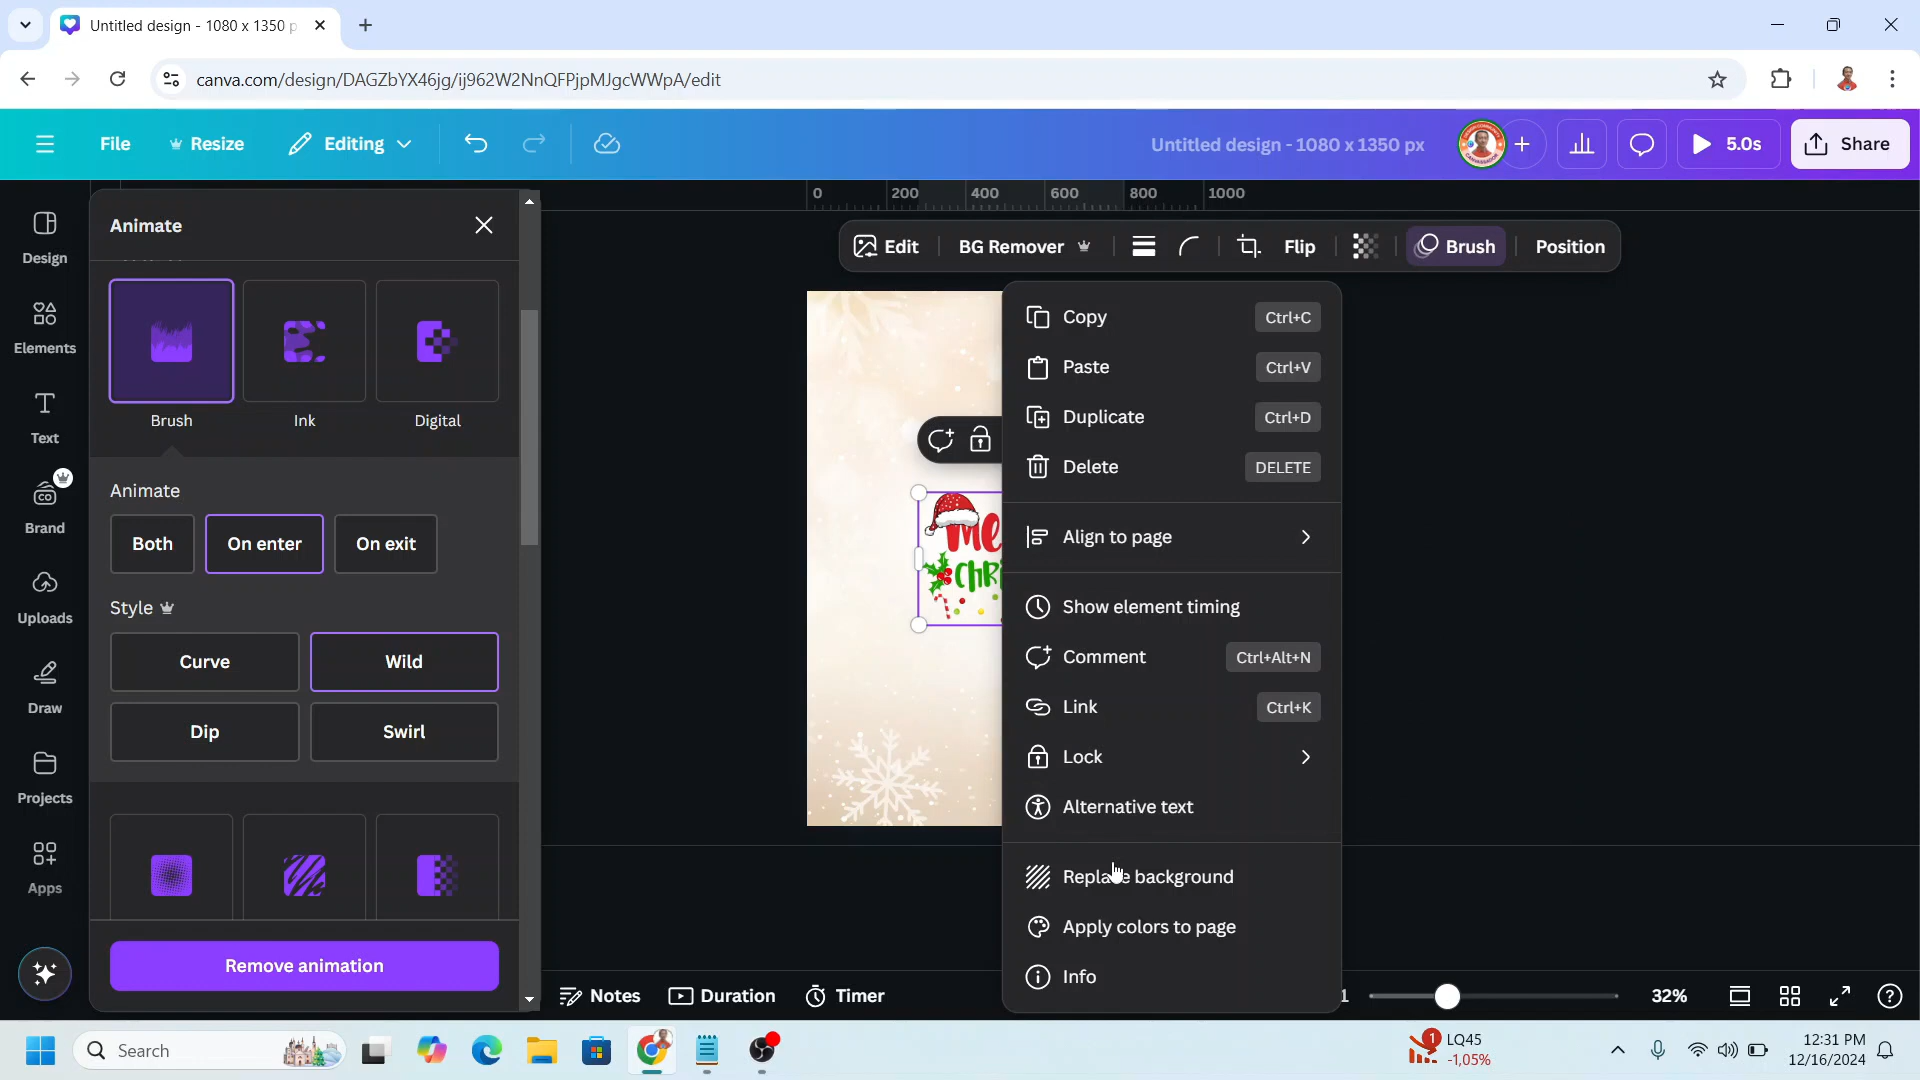 Untitled design - 1080 x 1350 p
canva.com/design/DAGZbYX46jg/ij962W2NnQFPjpMJgcWWpA/edit
File
Resize
Editing
Untitled design - 1080 x 1350 px
5.0s
Share
0 200 400 600 800 1000
Design
Elements
Text
Brand
Uploads
Draw
Projects
Apps
Animate
Brush
Ink
Digital
Animate
Both
On enter
On exit
Style
Curve
Wild
Dip
Swirl
Remove animation
Edit
BG Remover
Flip
Brush
Position
Me
Chri
Copy Ctrl+C
Paste Ctrl+V
Duplicate Ctrl+D
Delete DELETE
Align to page
Show element timing
Comment Ctrl+Alt+N
Link Ctrl+K
Lock
Alternative text
Replace background
Apply colors to page
Info
Notes
Duration
Timer
1
32%
Search
1
LQ45
-1,05%
12:31 PM
12/16/2024